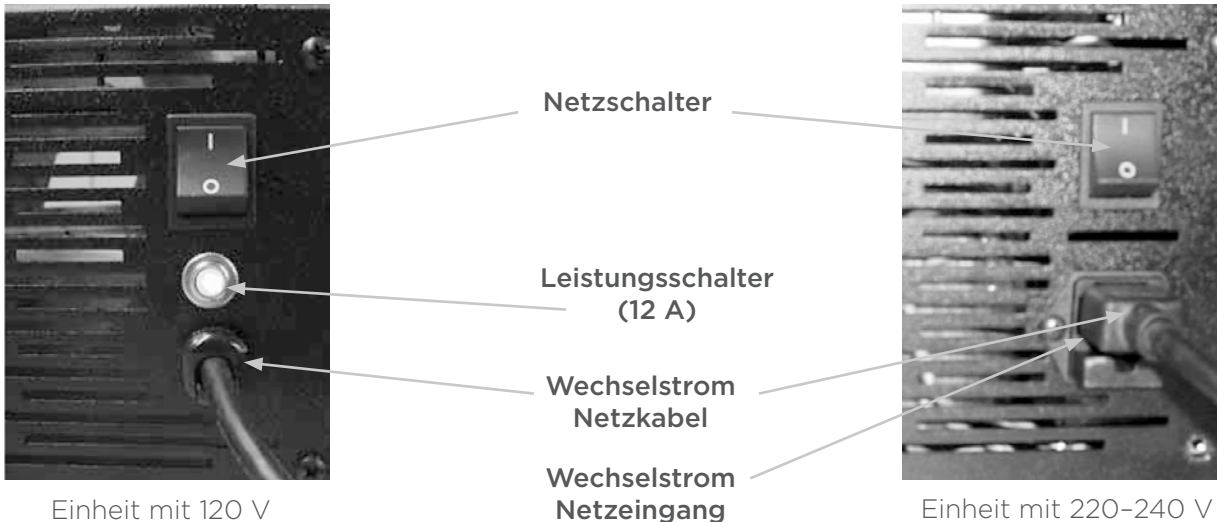 Netzschalter
Leistungsschalter
(12 A)
Wechselstrom
Netzkabel
Wechselstrom
Netzeingang
Einheit mit 120 V
Einheit mit 220–240 V